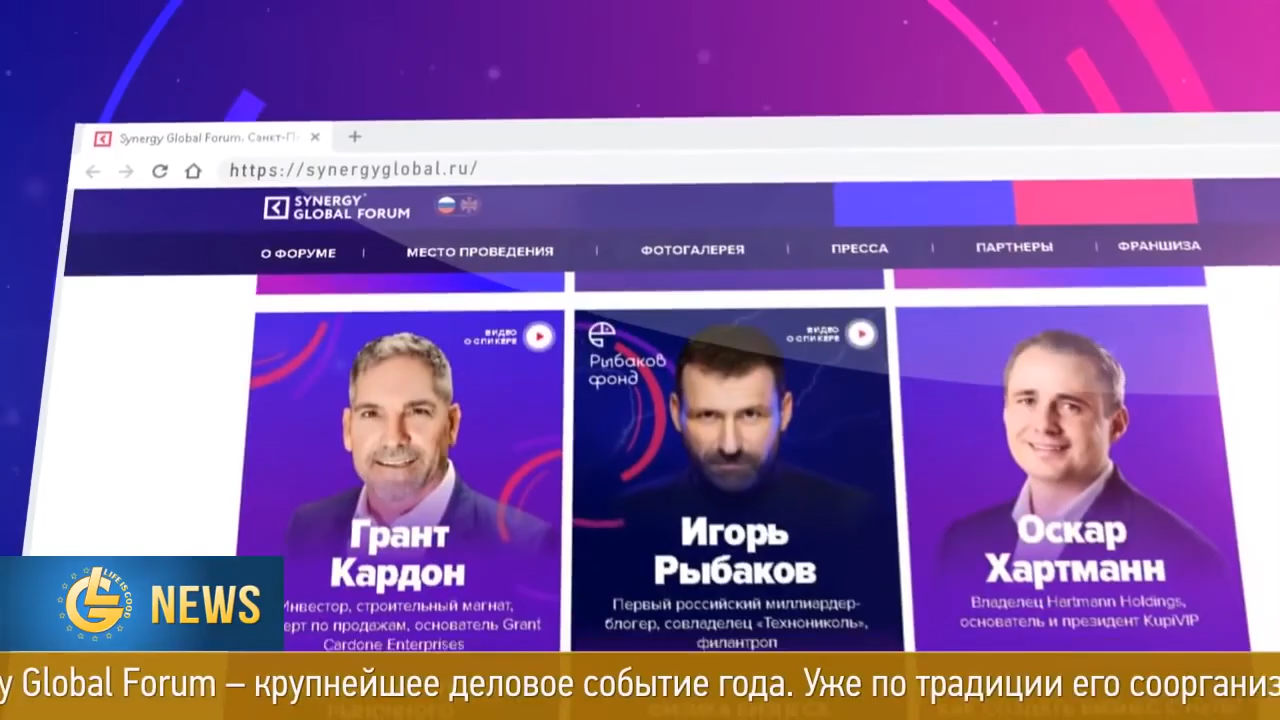 Synergy Global Forum. Санкт-П
https://synergyglobal.ru/
SYNERGY
GLOBAL FORUM
О ФОРУМЕ
МЕСТО ПРОВЕДЕНИЯ
ФОТОГАЛЕРЕЯ
ПРЕССА
ПАРТНЕРЫ
ФРАНШИЗА
ВИДЕО
О СПИКЕРЕ
Грант
Кардон
Инвестор, строительный магнат,
ерт по продажам, основатель Grant
Cardone Enterprises
Рыбаков
фонд
ВИДЕО
О СПИКЕРЕ
Игорь
Рыбаков
Первый российский миллиардер-
блогер, совладелец «Технониколь»,
филантроп
Оскар
Хартманн
Владелец Hartmann Holdings,
основатель и президент KupiVIP
LIFE IS GOOD
NEWS
y Global Forum – крупнейшее деловое событие года. Уже по традиции его соорганиз